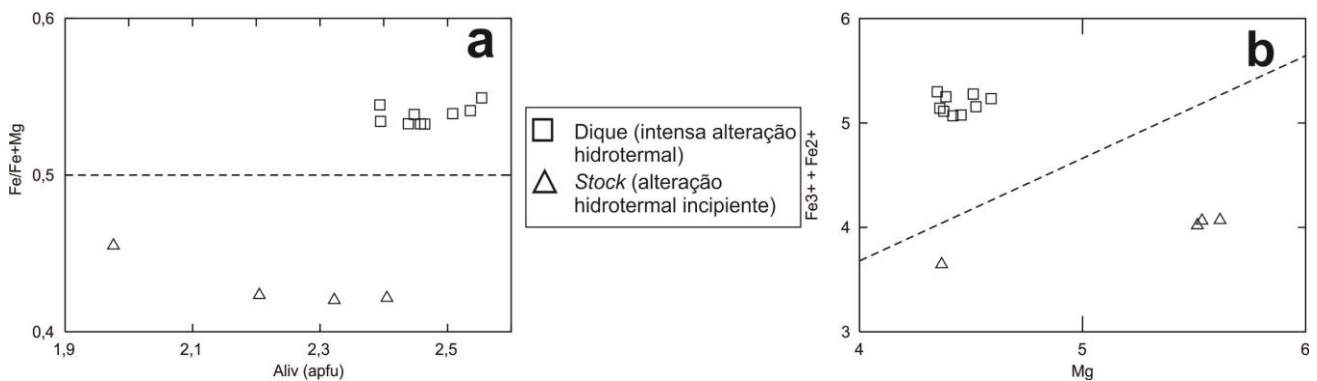 a
0,6
0,5
0,4
Fe/Fe+Mg
1,9
2,1
2,3
2,5
Aliv (apfu)
Dique (intensa alteração
hidrotermal)
Stock (alteração
hidrotermal incipiente)
b
6
5
4
3
Fe3+ + Fe2+
4
5
6
Mg